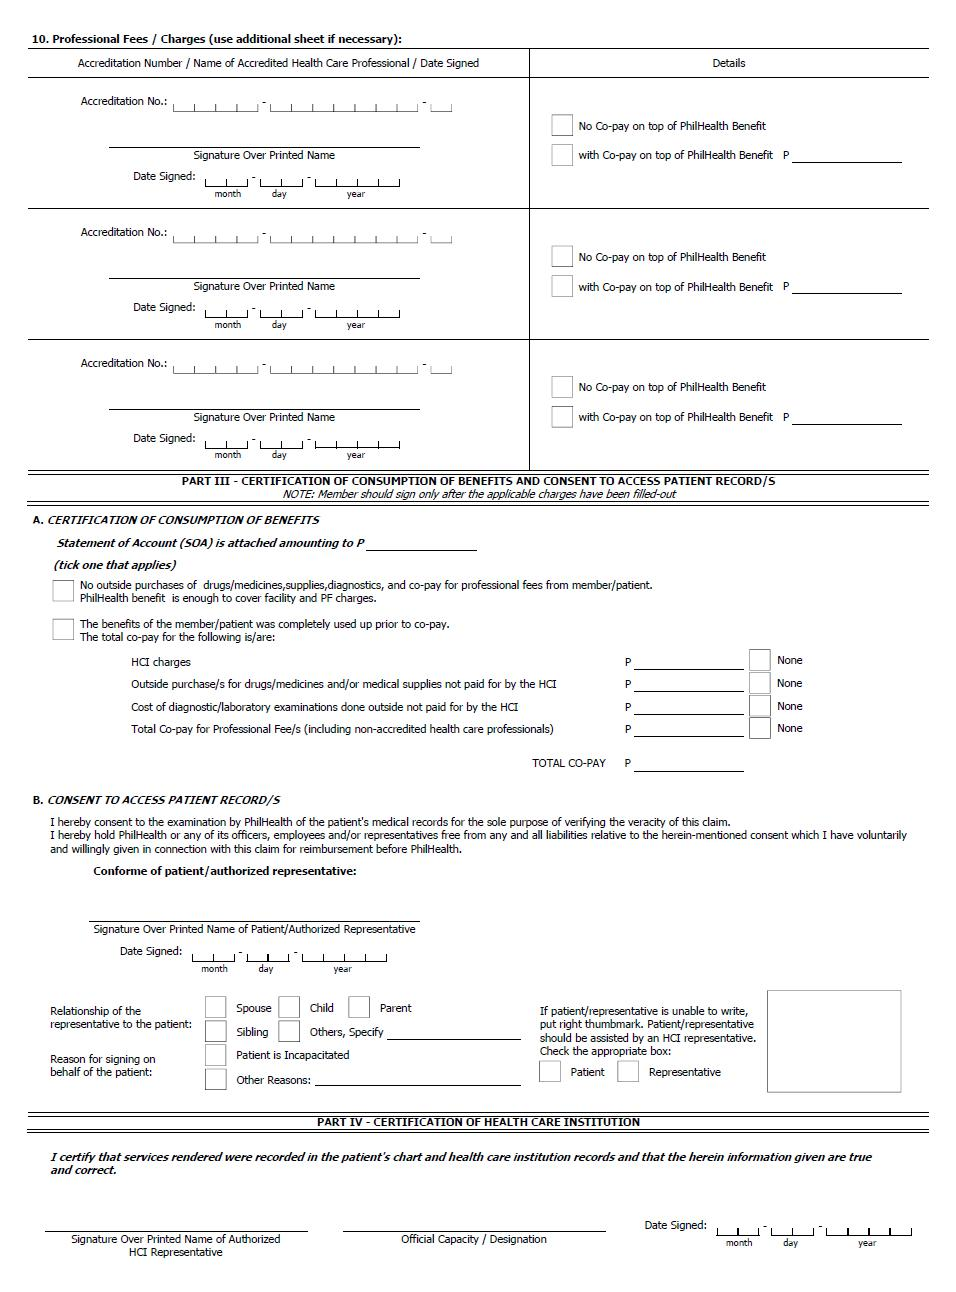 10. Professional Fees / Charges (use additional sheet if necessary):
Accreditation Number / Name of Accredited Health Care Professional / Date Signed
Details
Accreditation No.: - -
No Co-pay on top of PhilHealth Benefit
with Co-pay on top of PhilHealth Benefit P
Signature Over Printed Name
Date Signed: - -
month day year
Accreditation No.: - -
No Co-pay on top of PhilHealth Benefit
with Co-pay on top of PhilHealth Benefit P
Signature Over Printed Name
Date Signed: - -
month day year
Accreditation No.: - -
No Co-pay on top of PhilHealth Benefit
with Co-pay on top of PhilHealth Benefit P
Signature Over Printed Name
Date Signed: - -
month day year
PART III - CERTIFICATION OF CONSUMPTION OF BENEFITS AND CONSENT TO ACCESS PATIENT RECORD/S
NOTE: Member should sign only after the applicable charges have been filled-out
A. CERTIFICATION OF CONSUMPTION OF BENEFITS
Statement of Account (SOA) is attached amounting to P
(tick one that applies)
No outside purchases of drugs/medicines,supplies,diagnostics, and co-pay for professional fees from member/patient.
PhilHealth benefit is enough to cover facility and PF charges.
The benefits of the member/patient was completely used up prior to co-pay.
The total co-pay for the following is/are:
HCI charges P None
Outside purchase/s for drugs/medicines and/or medical supplies not paid for by the HCI P None
Cost of diagnostic/laboratory examinations done outside not paid for by the HCI P None
Total Co-pay for Professional Fee/s (including non-accredited health care professionals) P None
TOTAL CO-PAY P
B. CONSENT TO ACCESS PATIENT RECORD/S
I hereby consent to the examination by PhilHealth of the patient's medical records for the sole purpose of verifying the veracity of this claim.
I hereby hold PhilHealth or any of its officers, employees and/or representatives free from any and all liabilities relative to the herein-mentioned consent which I have voluntarily
and willingly given in connection with this claim for reimbursement before PhilHealth.
Conforme of patient/authorized representative:
Signature Over Printed Name of Patient/Authorized Representative
Date Signed: - -
month day year
Relationship of the
representative to the patient:
Spouse Child Parent
Sibling Others, Specify
Reason for signing on
behalf of the patient:
Patient is Incapacitated
Other Reasons:
If patient/representative is unable to write,
put right thumbmark. Patient/representative
should be assisted by an HCI representative.
Check the appropriate box:
Patient Representative
PART IV - CERTIFICATION OF HEALTH CARE INSTITUTION
I certify that services rendered were recorded in the patient's chart and health care institution records and that the herein information given are true
and correct.
Signature Over Printed Name of Authorized
HCI Representative
Official Capacity / Designation
Date Signed: - -
month day year